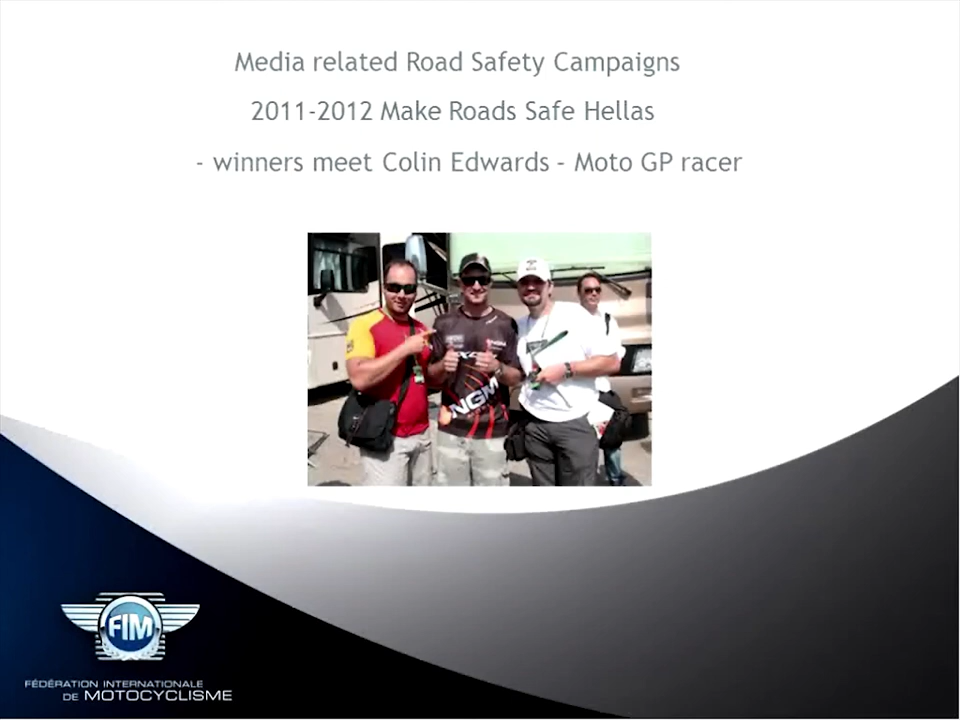 Media related Road Safety Campaigns
2011-2012 Make Roads Safe Hellas
- winners meet Colin Edwards - Moto GP racer
NGM
FIM
FÉDÉRATION INTERNATIONALE
DE MOTOCYCLISME